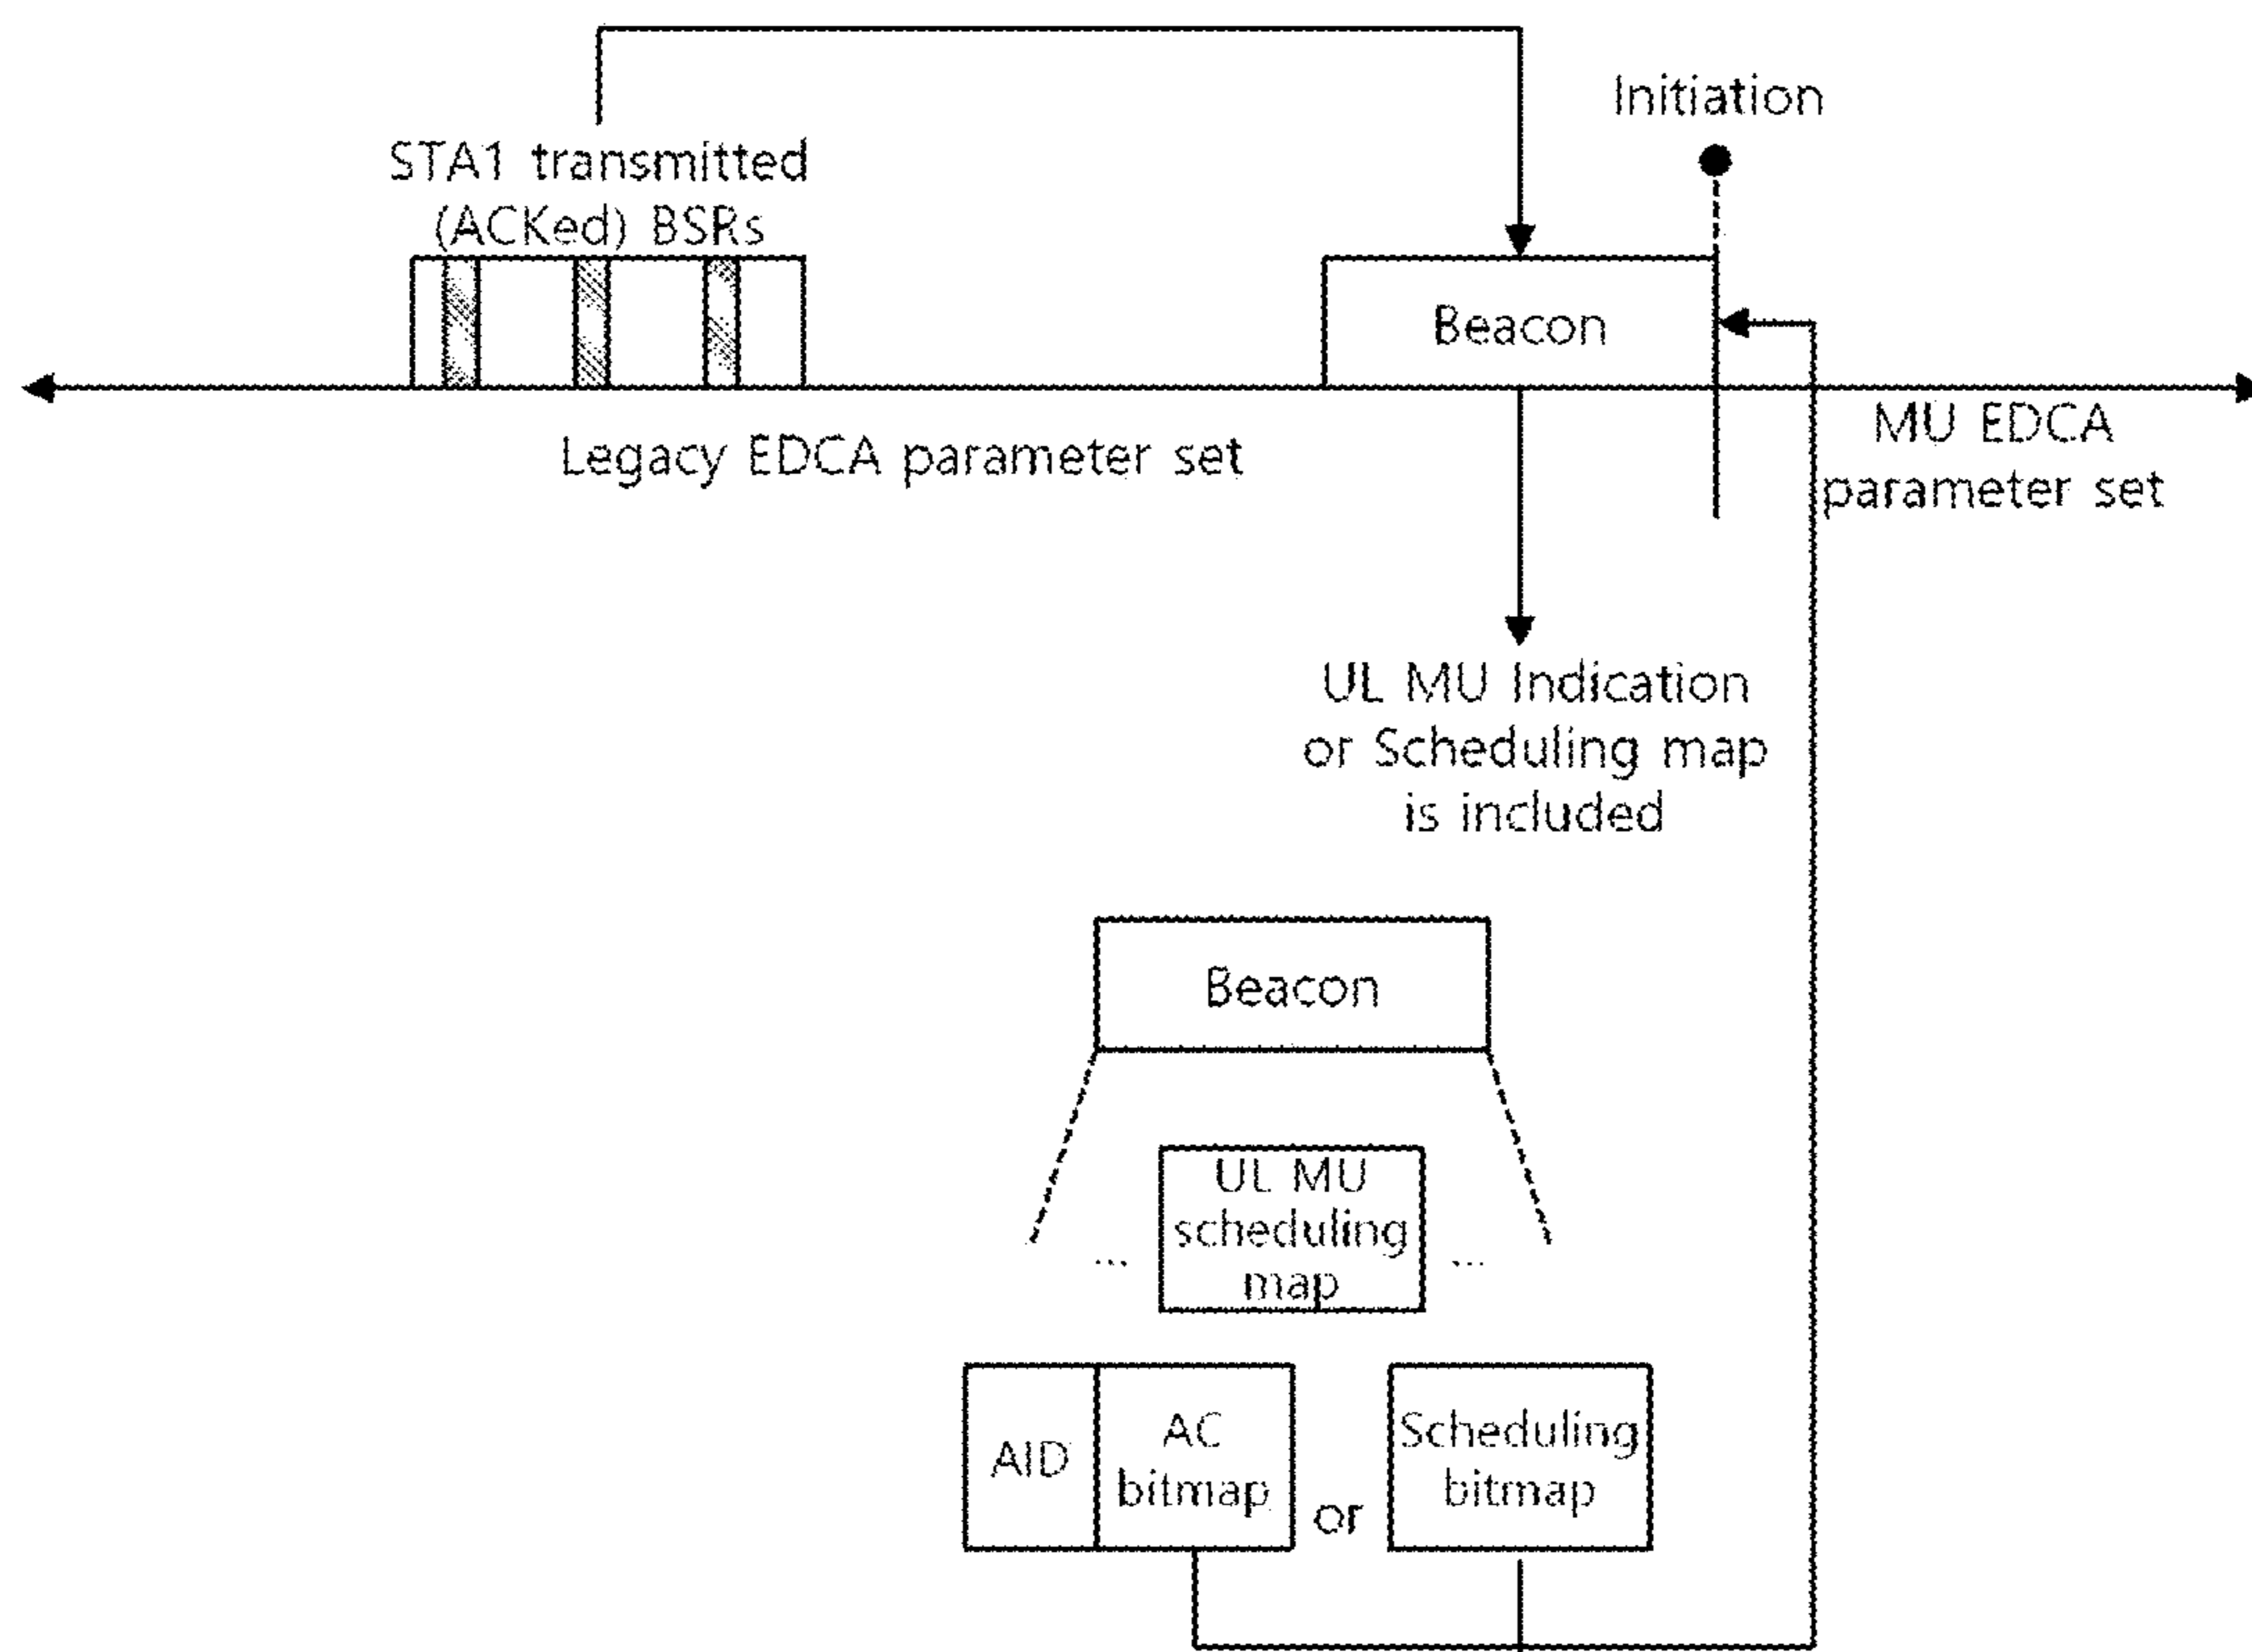 Initiation
STA1 transmitted
(ACKed) BSRs
Beacon
Legacy EDCA parameter set
MU EDCA
parameter set
UL MU Indication
or Scheduling map
is included
Beacon
... UL MU
scheduling
map ...
AID
AC
bitmap
or
Scheduling
bitmap